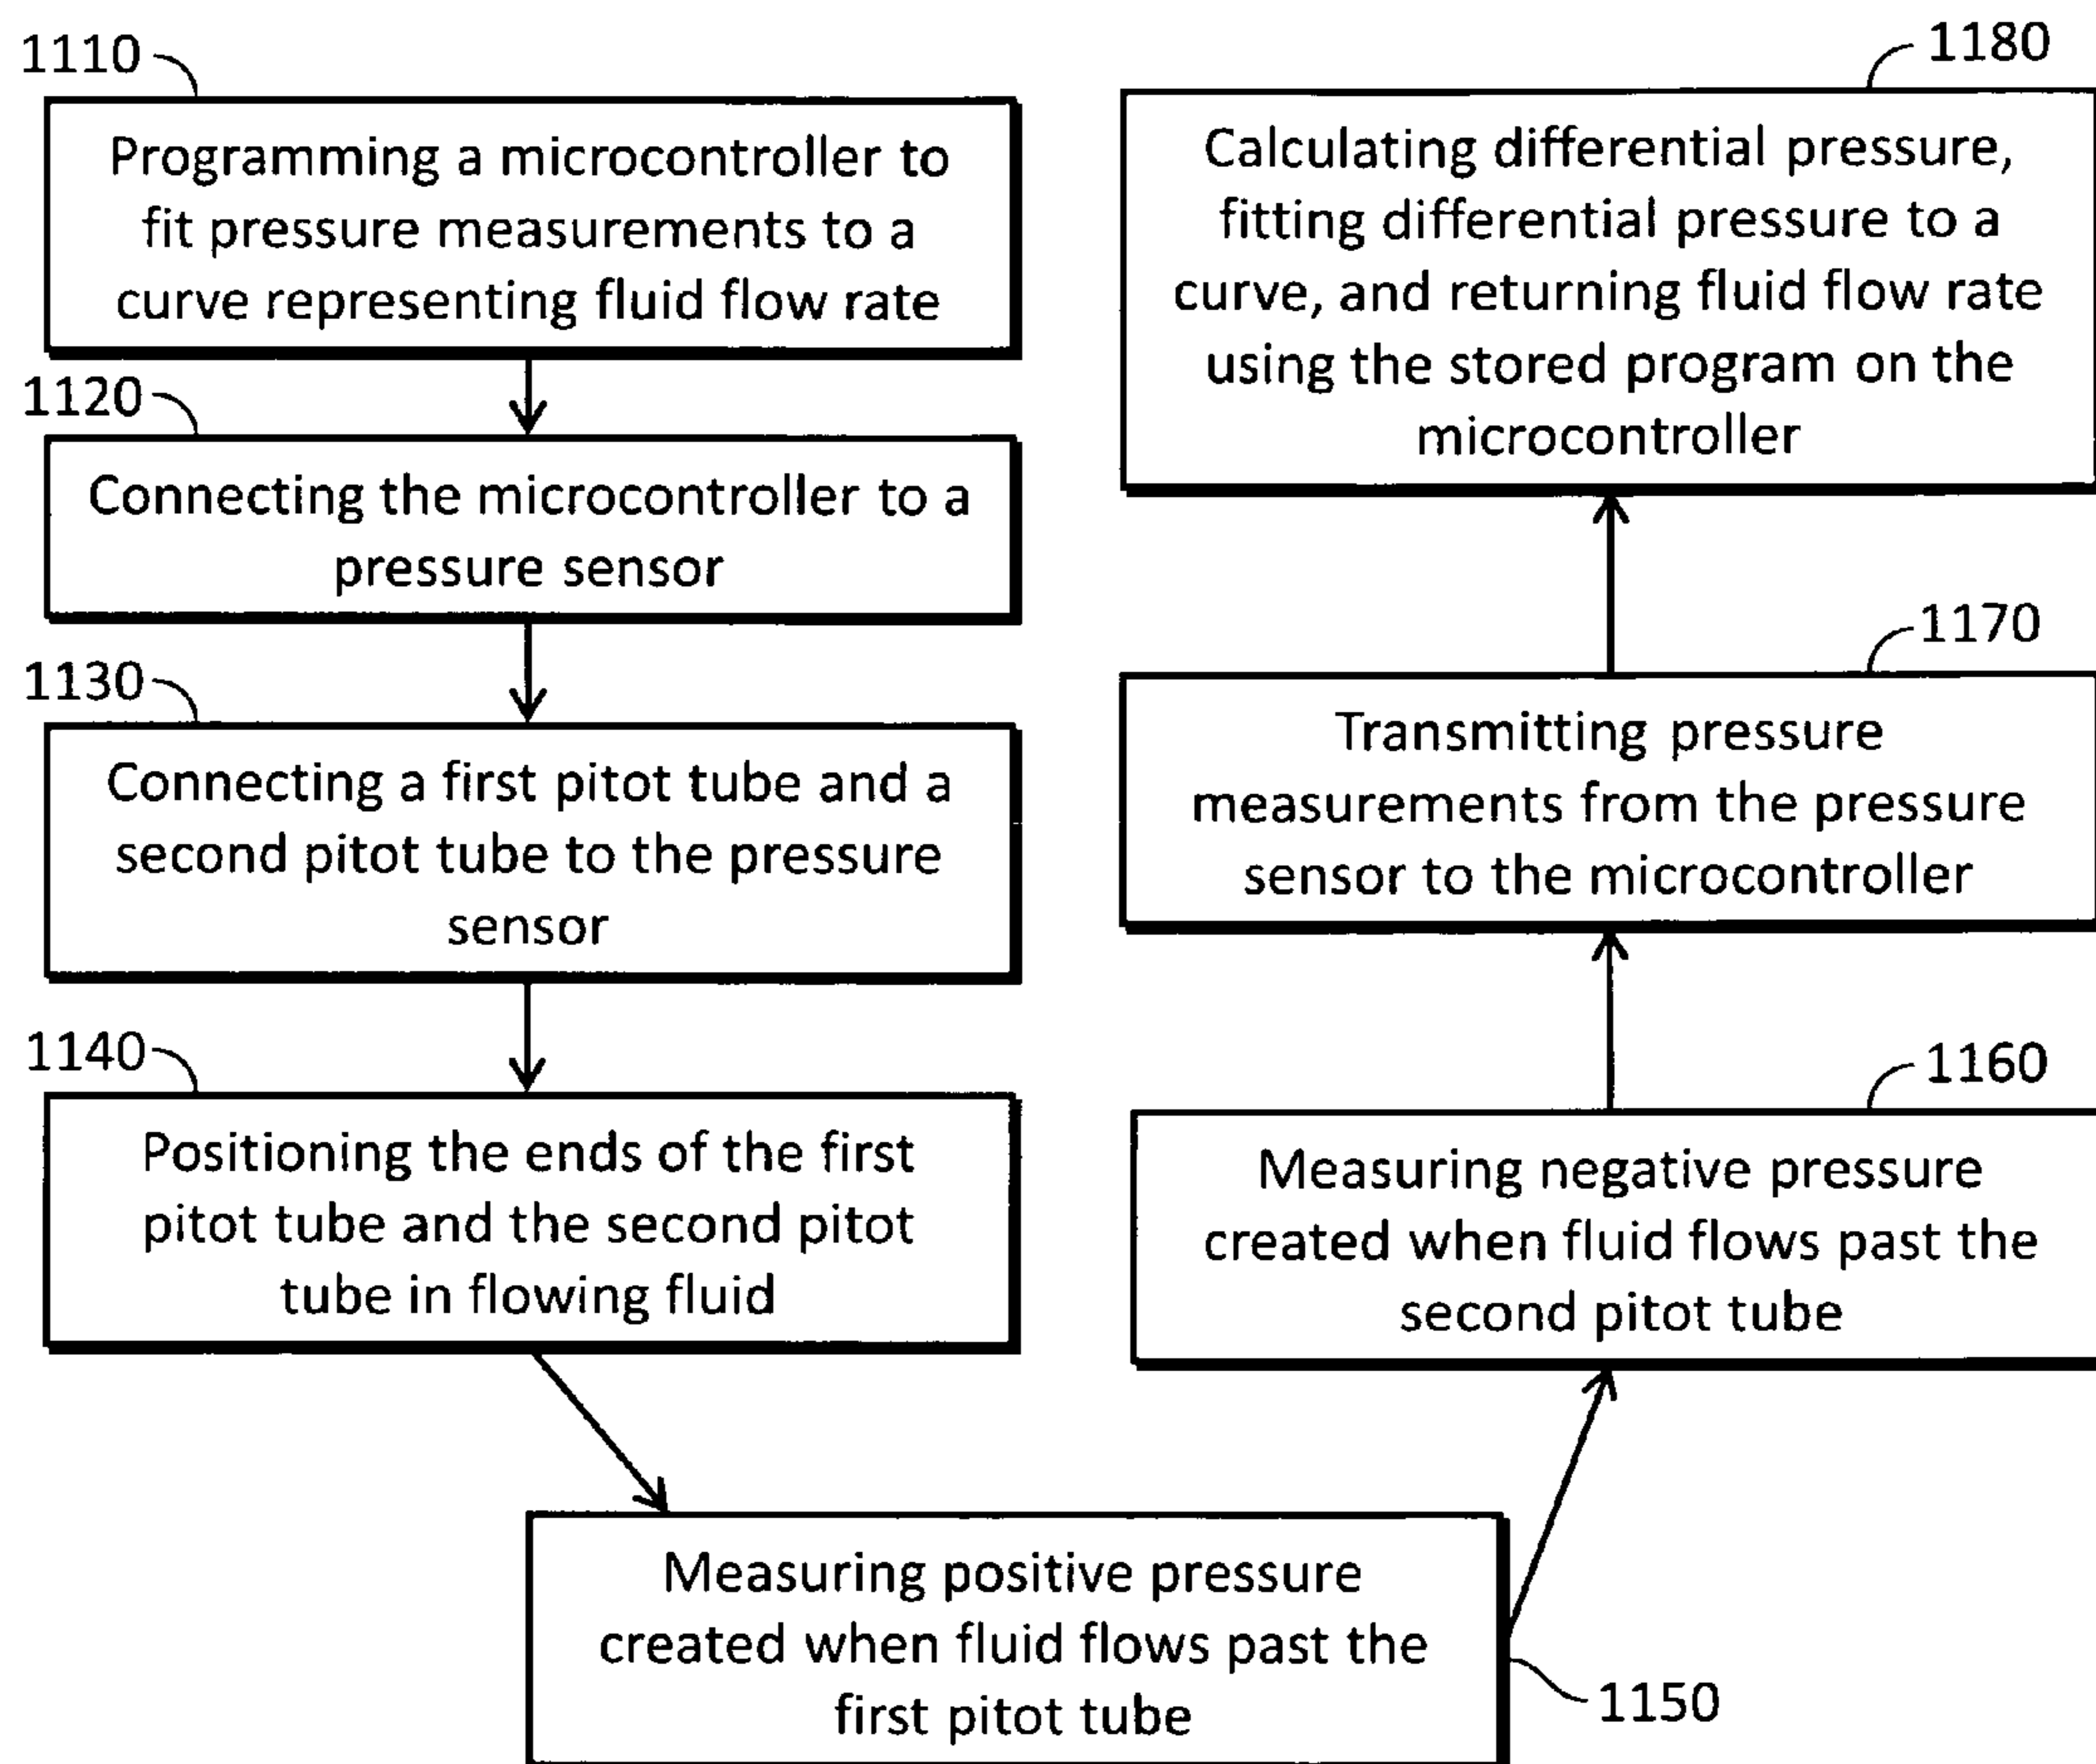 1110
Programming a microcontroller to
fit pressure measurements to a
curve representing fluid flow rate
1120
Connecting the microcontroller to a
pressure sensor
1130
Connecting a first pitot tube and a
second pitot tube to the pressure
sensor
1140
Positioning the ends of the first
pitot tube and the second pitot
tube in flowing fluid
Measuring positive pressure
created when fluid flows past the
first pitot tube
1150
1160
Measuring negative pressure
created when fluid flows past the
second pitot tube
1170
Transmitting pressure
measurements from the pressure
sensor to the microcontroller
1180
Calculating differential pressure,
fitting differential pressure to a
curve, and returning fluid flow rate
using the stored program on the
microcontroller